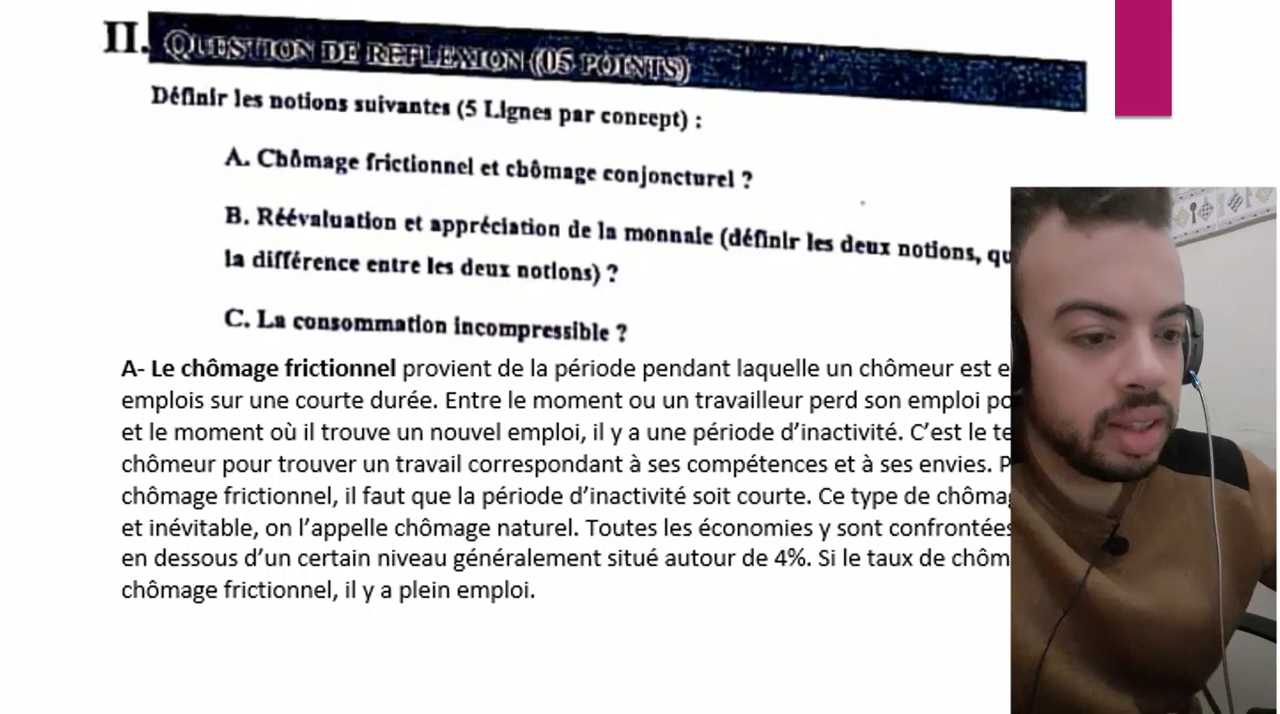 II. QUESTION DE REFLEXION (05 POINTS)
Définir les notions suivantes (5 Lignes par concept) :
A. Chômage frictionnel et chômage conjoncturel ?
B. Réévaluation et appréciation de la monnaie (définir les deux notions,
la différence entre les deux notions) ?
C. La consommation incompressible ?
A- Le chômage frictionnel provient de la période pendant laquelle un chômeur est
emplois sur une courte durée. Entre le moment ou un travailleur perd son emploi
et le moment où il trouve un nouvel emploi, il y a une période d'inactivité. C'est le
chômeur pour trouver un travail correspondant à ses compétences et à ses envies.
chômage frictionnel, il faut que la période d'inactivité soit courte. Ce type de
et inévitable, on l'appelle chômage naturel. Toutes les économies y sont confrontées
en dessous d'un certain niveau généralement situé autour de 4%. Si le taux de
chômage frictionnel, il y a plein emploi.